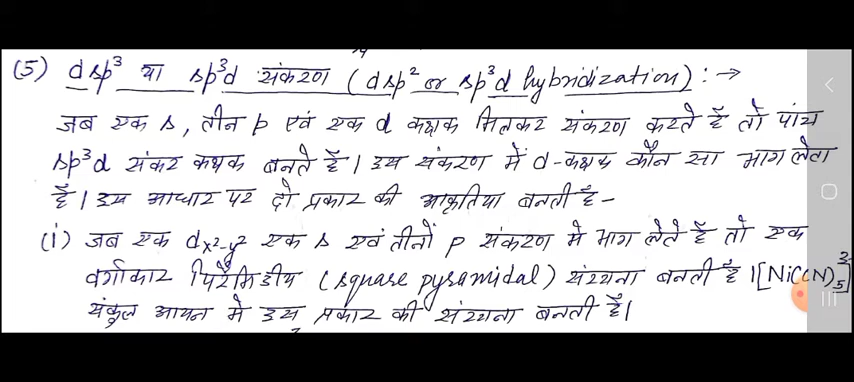 (5) dsp³ या sp³d संकरण (dsp² or sp³d hybridization) :→
जब एक s, तीन p एवं एक d कक्षक मिलकर संकरण करते हैं तो पांच
sp³d संकर कक्षक बनते हैं। इस संकरण में d-कक्षक कौन सा भाग लेता
है। इस आधार पर दो प्रकार की आकृतिया बनती है-
(i) जब एक dx²-y² एक s एवं तीनों p संकरण मे भाग लेते हैं तो एक
वर्गाकार पिरैमिडीय (square pyramidal) संरचना बनती है।[Ni(CN)₅]³⁻
संकुल आयन मे इस प्रकार की संरचना बनती है।